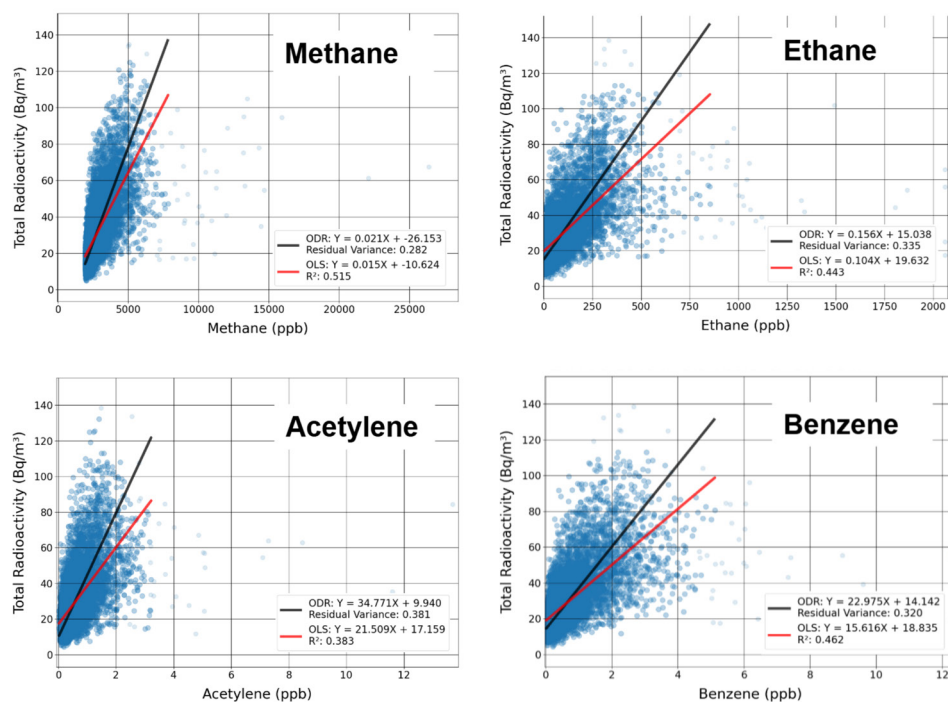 Methane
140
120
100
80
60
40
20
0
Total Radioactivity (Bq/m³)
ODR: Y = 0.021X + -26.153
Residual Variance: 0.282
OLS: Y = 0.015X + -10.624
R²: 0.515
0 5000 10000 15000 20000 25000
Methane (ppb)
Ethane
140
120
100
80
60
40
20
0
Total Radioactivity (Bq/m³)
ODR: Y = 0.156X + 15.038
Residual Variance: 0.335
OLS: Y = 0.104X + 19.632
R²: 0.443
0 250 500 750 1000 1250 1500 1750 2000
Ethane (ppb)
Acetylene
140
120
100
80
60
40
20
0
Total Radioactivity (Bq/m³)
ODR: Y = 34.771X + 9.940
Residual Variance: 0.381
OLS: Y = 21.509X + 17.159
R²: 0.383
0 2 4 6 8 10 12
Acetylene (ppb)
Benzene
140
120
100
80
60
40
20
0
Total Radioactivity (Bq/m³)
ODR: Y = 22.975X + 14.142
Residual Variance: 0.320
OLS: Y = 15.616X + 18.835
R²: 0.462
0 2 4 6 8 10 12
Benzene (ppb)